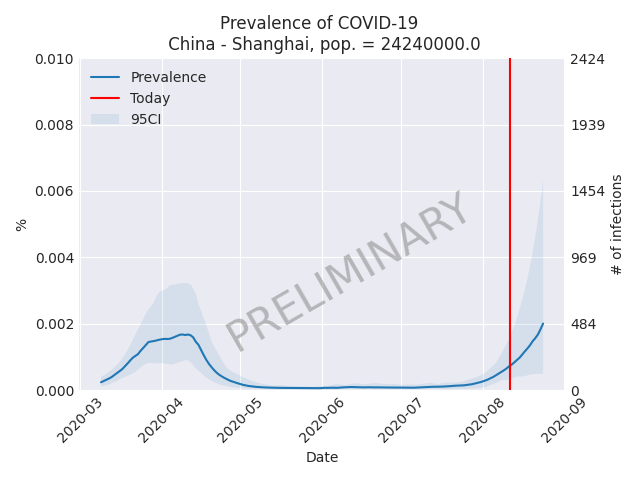 Prevalence of COVID-19
China - Shanghai, pop. = 24240000.0
Prevalence
Today
95CI
0.010
0.008
0.006
0.004
0.002
0.000
%
2424
1939
1454
969
484
0
# of infections
PRELIMINARY
2020-03
2020-04
2020-05
2020-06
2020-07
2020-08
2020-09
Date